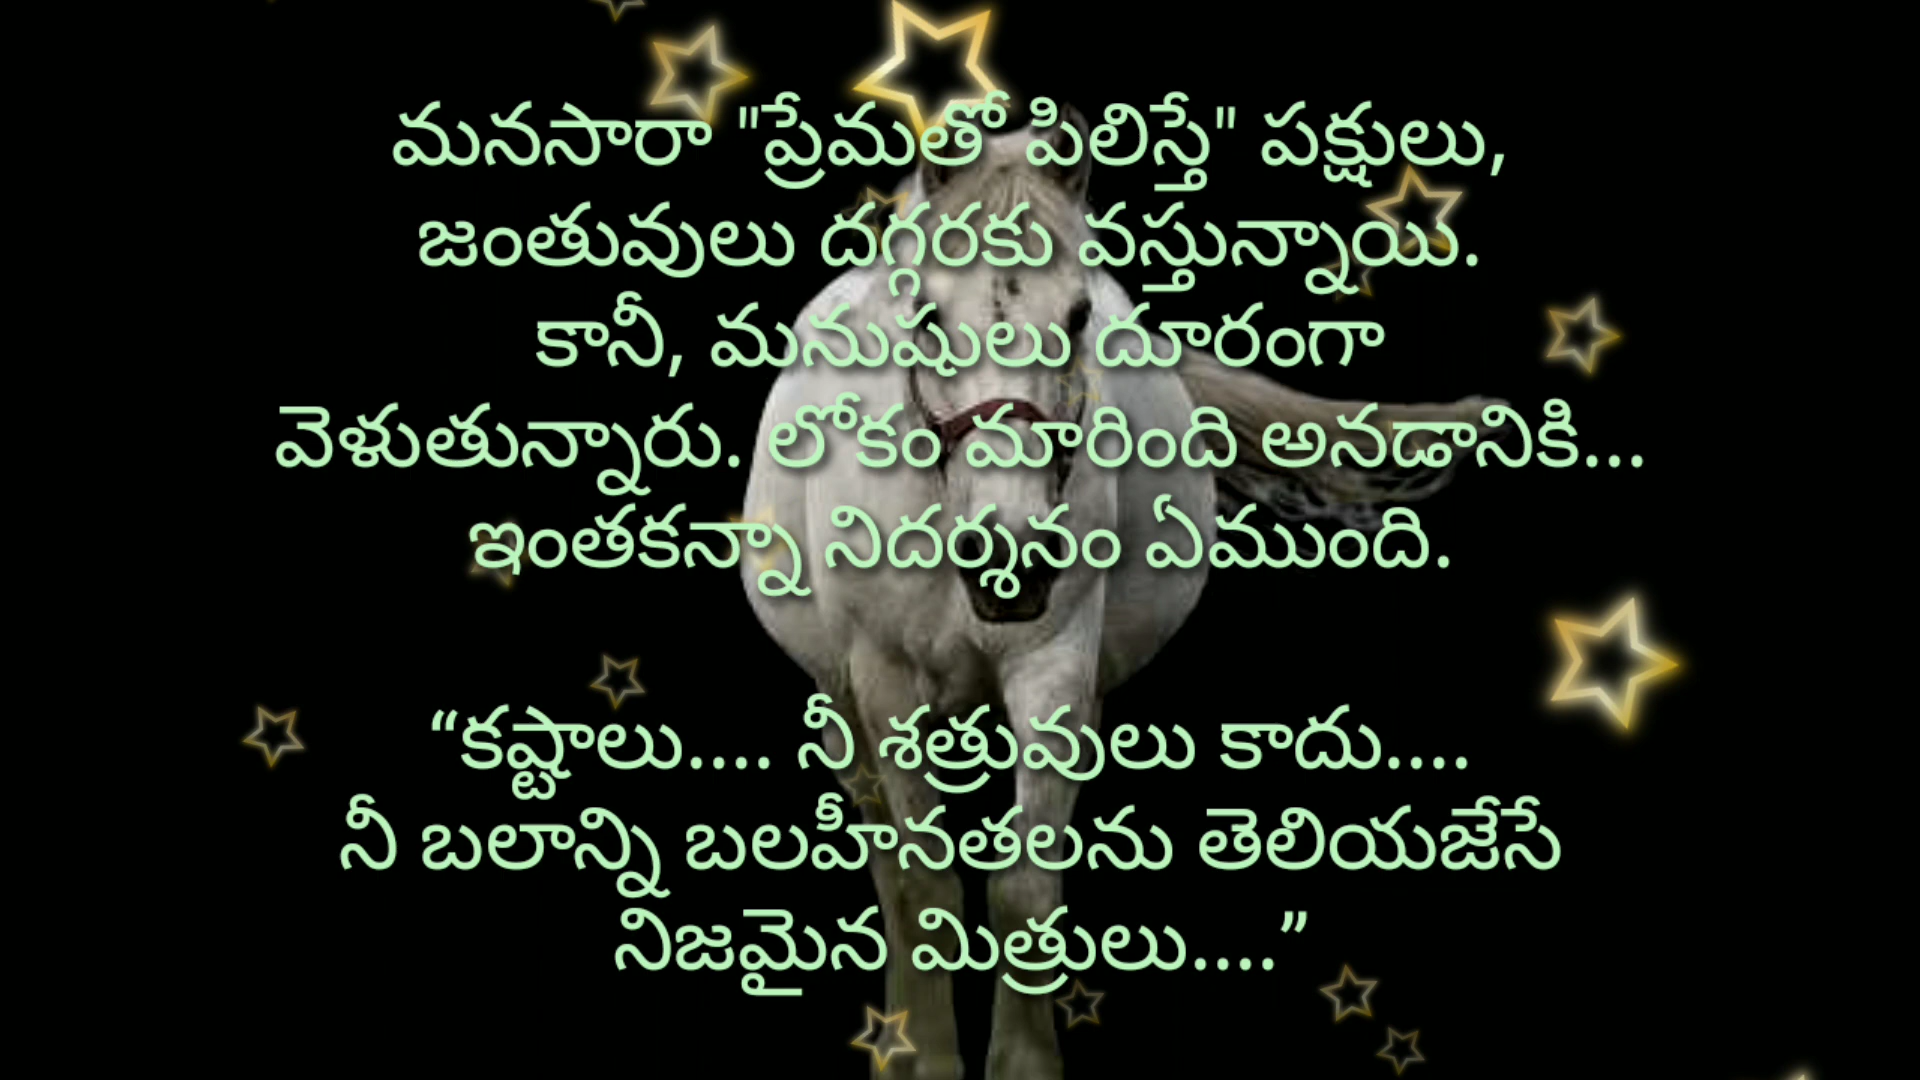 మనసారా "ప్రేమతో పిలిస్తే" పక్షులు,
జంతువులు దగ్గరకు వస్తున్నాయి.
కానీ, మనుషులు దూరంగా
వెళుతున్నారు. లోకం మారింది అనడానికి...
ఇంతకన్నా నిదర్శనం ఏముంది.
“కష్టాలు.... నీ శత్రువులు కాదు....
నీ బలాన్ని బలహీనతలను తెలియజేసే
నిజమైన మిత్రులు....”